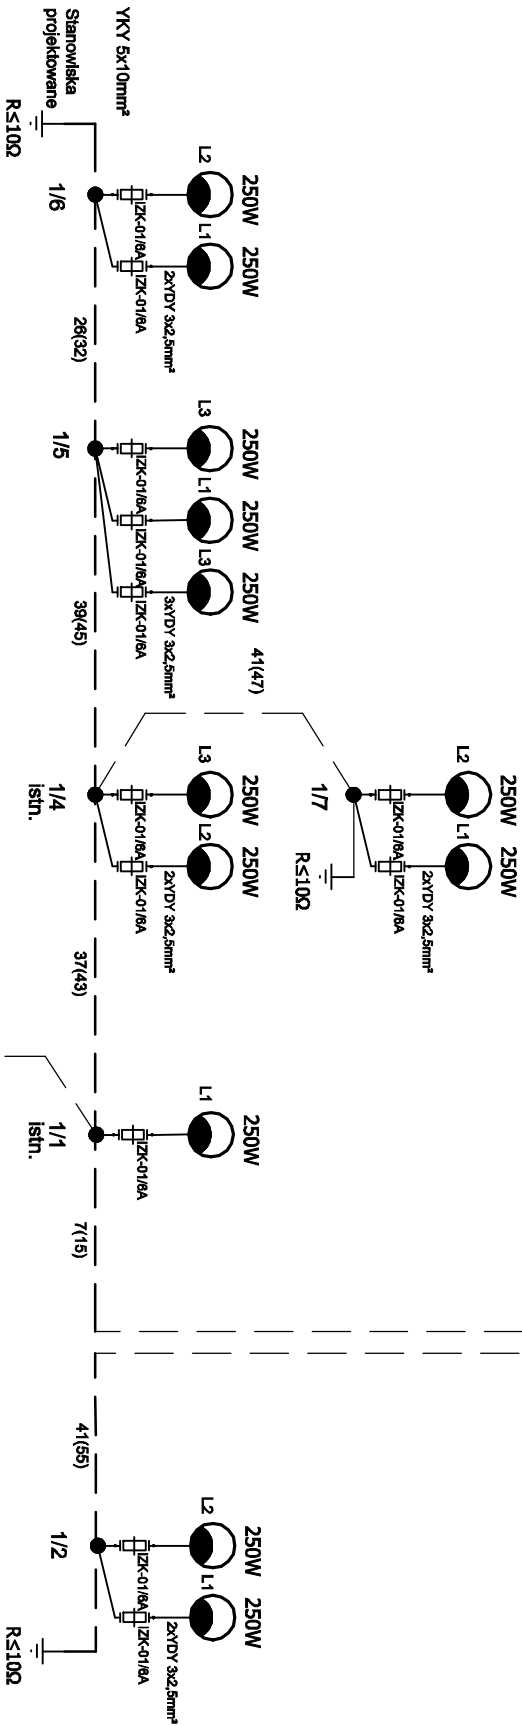 YKY 5x10mm²
Stanowiska
projektowane
R≤10Ω
250W
L2
IZK-01/6A
1/6
250W
L1
IZK-01/6A
2xYDY 3x2,5mm²
26(32)
250W
L3
IZK-01/6A
1/5
250W
L1
IZK-01/6A
250W
L3
IZK-01/6A
3xYDY 3x2,5mm²
39(45)
41(47)
250W
L3
IZK-01/6A
1/4
istn.
250W
L2
IZK-01/6A
2xYDY 3x2,5mm²
250W
L2
IZK-01/6A
1/7
250W
L1
IZK-01/6A
2xYDY 3x2,5mm²
R≤10Ω
37(43)
250W
L1
IZK-01/6A
1/1
istn.
7(15)
41(55)
250W
L2
IZK-01/6A
1/2
250W
L1
IZK-01/6A
2xYDY 3x2,5mm²
R≤10Ω